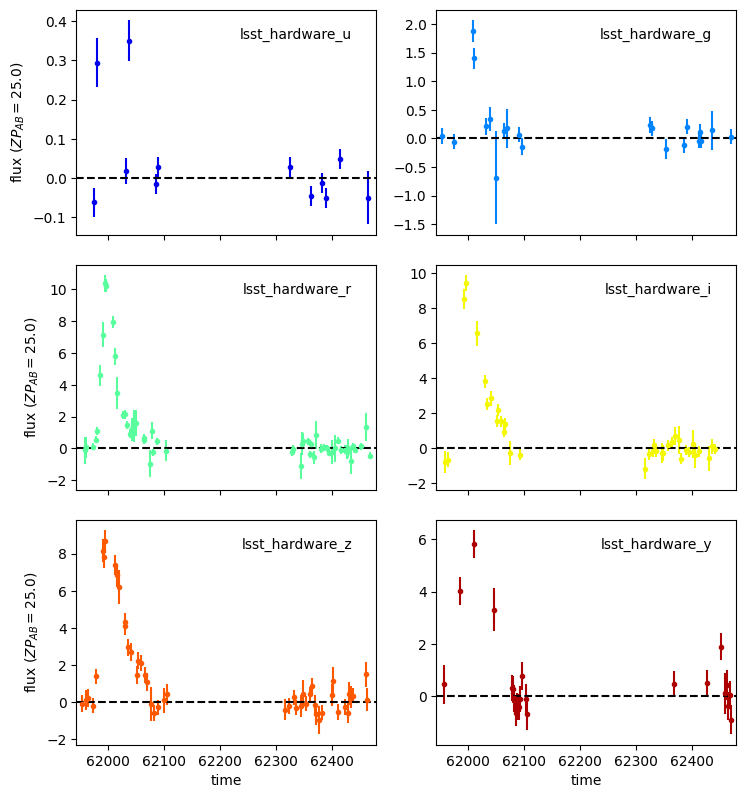 lsst_hardware_u
0.4
0.3
0.2
0.1
0.0
−0.1
flux (ZP_AB = 25.0)
lsst_hardware_g
2.0
1.5
1.0
0.5
0.0
−0.5
−1.0
−1.5
lsst_hardware_r
10
8
6
4
2
0
−2
flux (ZP_AB = 25.0)
lsst_hardware_i
10
8
6
4
2
0
−2
lsst_hardware_z
8
6
4
2
0
−2
flux (ZP_AB = 25.0)
62000 62100 62200 62300 62400
time
lsst_hardware_y
6
4
2
0
62000 62100 62200 62300 62400
time